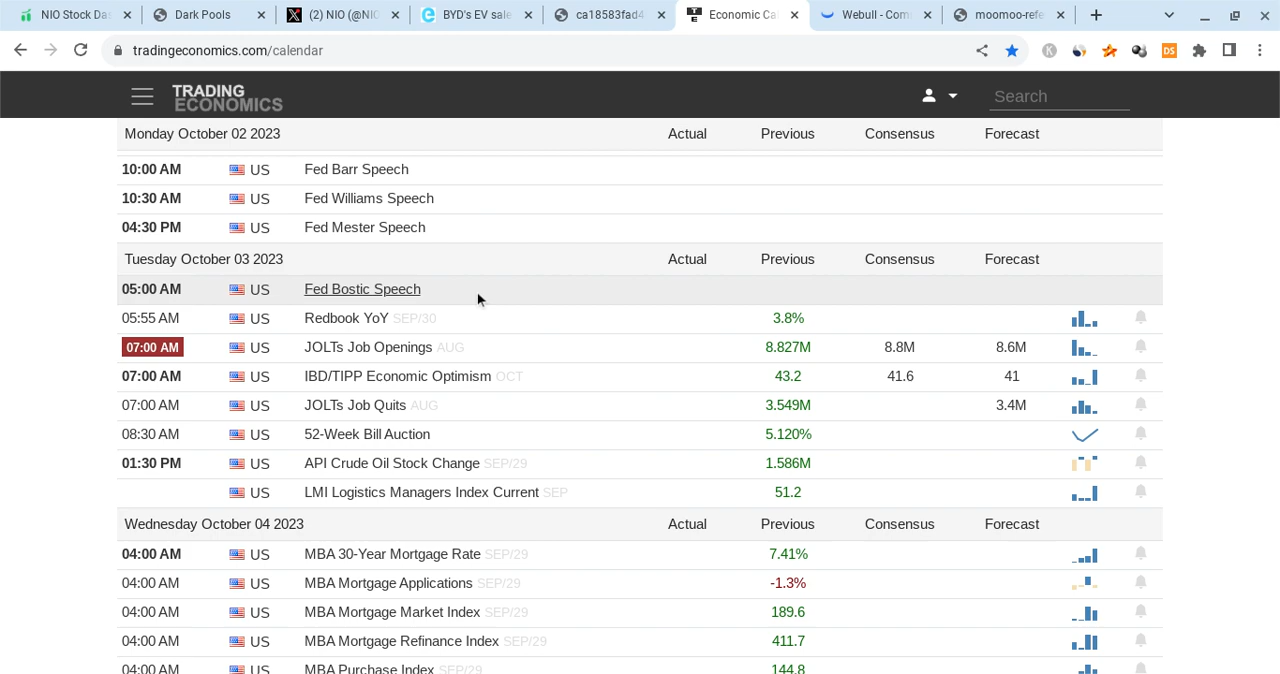 NIO Stock Da
Dark Pools
(2) NIO (@NIO
BYD's EV sale
ca18583fad4
Economic Ca
Webull - Com
moomoo-refe
tradingeconomics.com/calendar
K
DS
TRADING
ECONOMICS
Search
Monday October 02 2023 Actual Previous Consensus Forecast
10:00 AM US Fed Barr Speech
10:30 AM US Fed Williams Speech
04:30 PM US Fed Mester Speech
Tuesday October 03 2023 Actual Previous Consensus Forecast
05:00 AM US Fed Bostic Speech
05:55 AM US Redbook YoY SEP/30 3.8%
07:00 AM US JOLTs Job Openings AUG 8.827M 8.8M 8.6M
07:00 AM US IBD/TIPP Economic Optimism OCT 43.2 41.6 41
07:00 AM US JOLTs Job Quits AUG 3.549M 3.4M
08:30 AM US 52-Week Bill Auction 5.120%
01:30 PM US API Crude Oil Stock Change SEP/29 1.586M
US LMI Logistics Managers Index Current SEP 51.2
Wednesday October 04 2023 Actual Previous Consensus Forecast
04:00 AM US MBA 30-Year Mortgage Rate SEP/29 7.41%
04:00 AM US MBA Mortgage Applications SEP/29 -1.3%
04:00 AM US MBA Mortgage Market Index SEP/29 189.6
04:00 AM US MBA Mortgage Refinance Index SEP/29 411.7
04:00 AM US MBA Purchase Index SEP/29 144.8